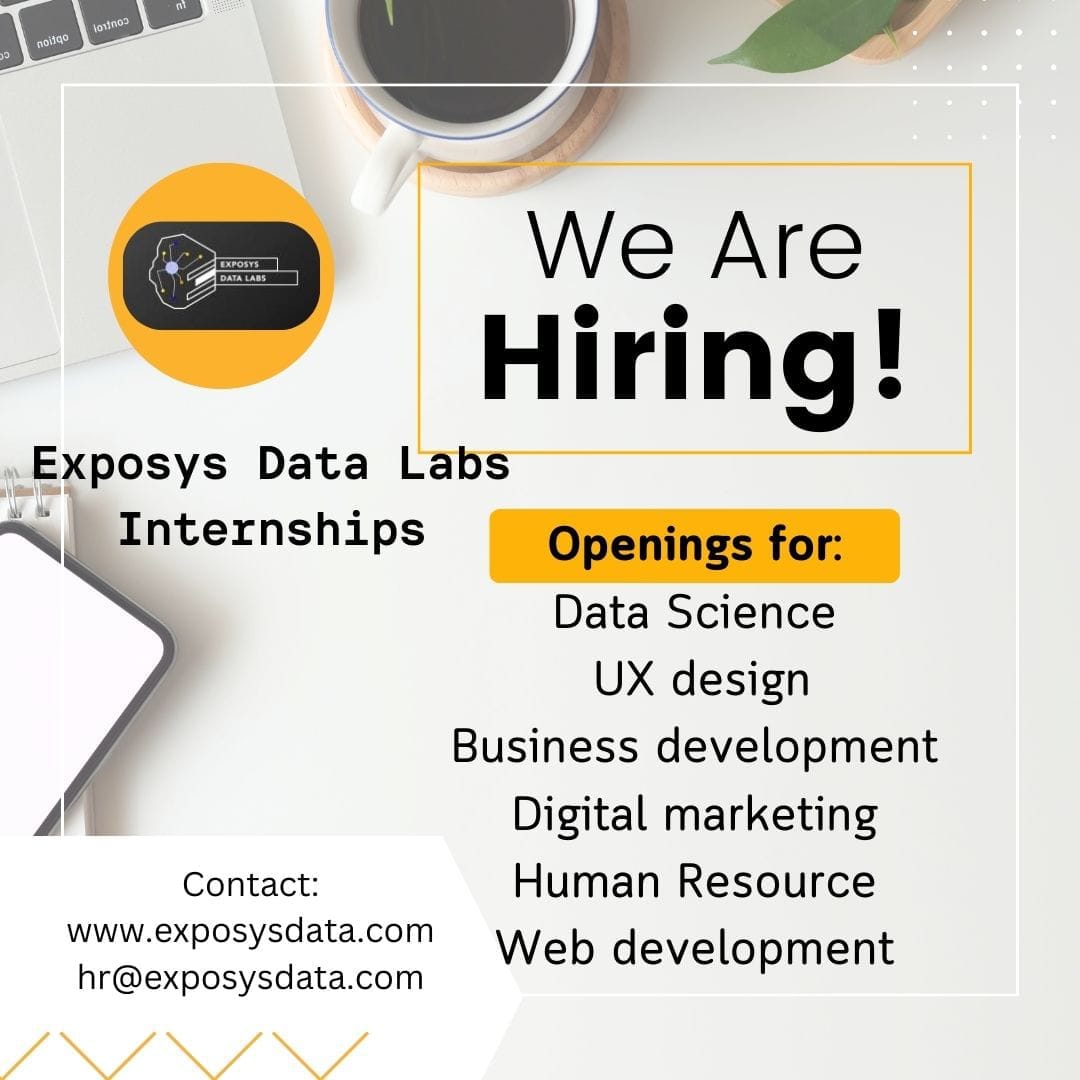 fn
control
option
EXPOSYS
DATA LABS
We Are
Hiring!
Exposys Data Labs
Internships
Openings for:
Data Science
UX design
Business development
Digital marketing
Human Resource
Web development
Contact:
www.exposysdata.com
hr@exposysdata.com